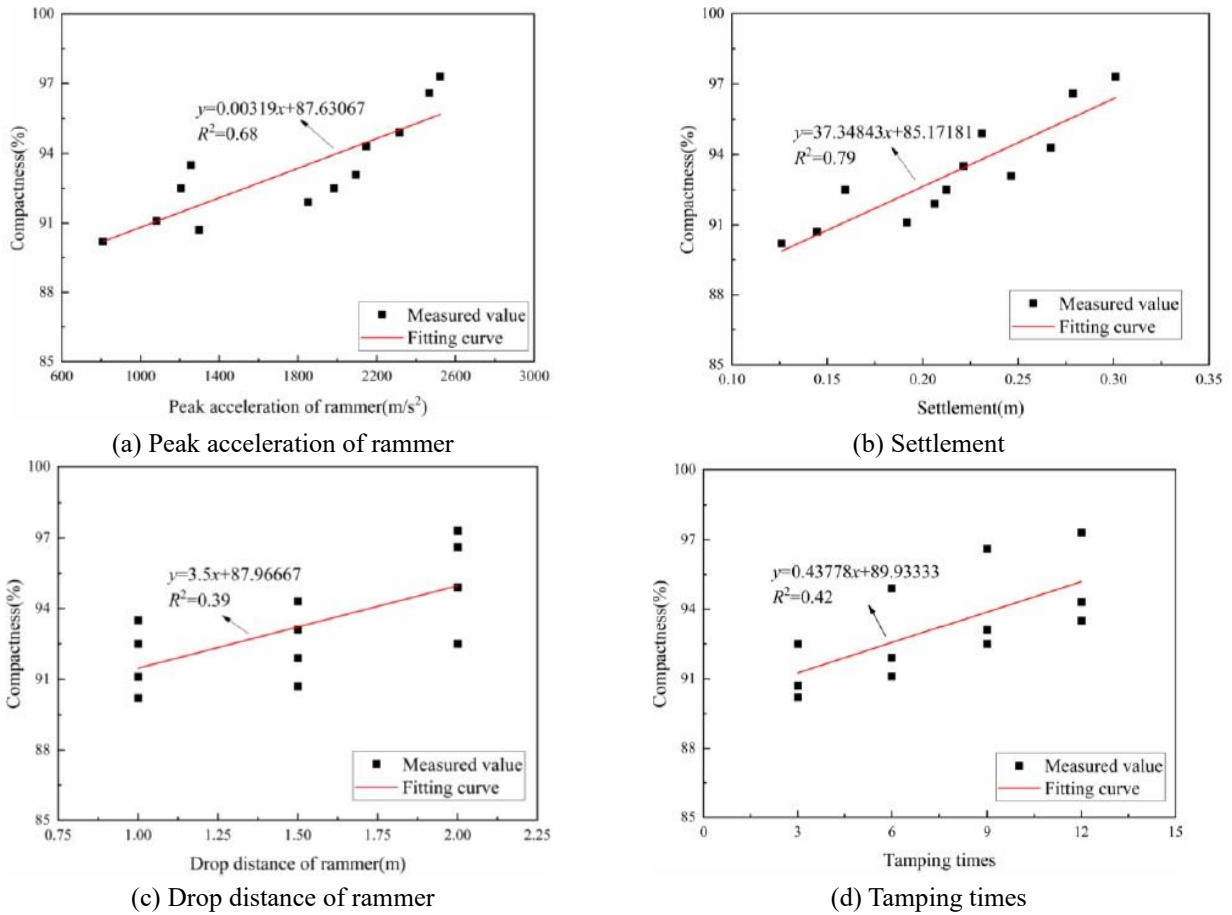 100
97
94
91
88
85
Compactness(%)
y=0.00319x+87.63067
R²=0.68
Measured value
Fitting curve
600 1000 1400 1800 2200 2600 3000
Peak acceleration of rammer(m/s²)
(a) Peak acceleration of rammer
100
97
94
91
88
85
Compactness(%)
y=37.34843x+85.17181
R²=0.79
Measured value
Fitting curve
0.10 0.15 0.20 0.25 0.30 0.35
Settlement(m)
(b) Settlement
100
97
94
91
88
85
Compactness(%)
y=3.5x+87.96667
R²=0.39
Measured value
Fitting curve
0.75 1.00 1.25 1.50 1.75 2.00 2.25
Drop distance of rammer(m)
(c) Drop distance of rammer
100
97
94
91
88
85
Compactness(%)
y=0.43778x+89.93333
R²=0.42
Measured value
Fitting curve
0 3 6 9 12 15
Tamping times
(d) Tamping times